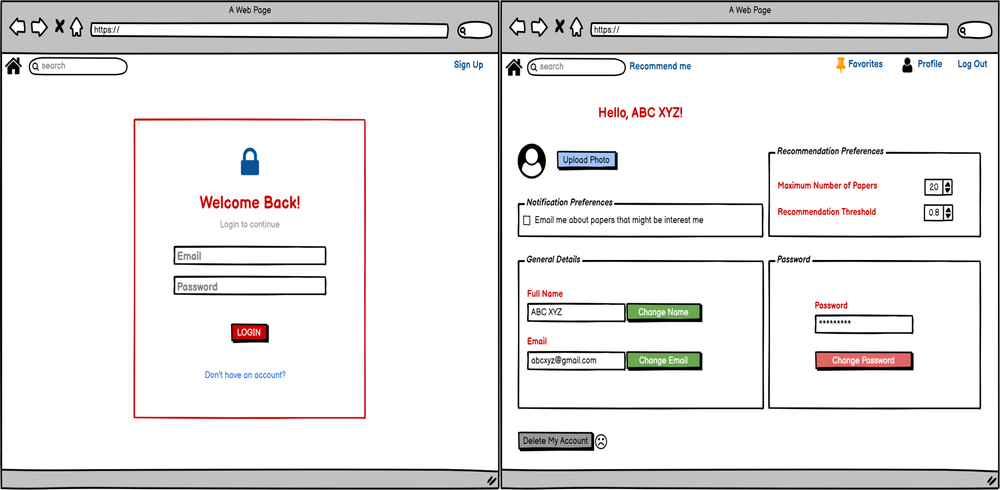 A Web Page
https://
search
Sign Up
Welcome Back!
Login to continue
Email
Password
LOGIN
Don't have an account?
A Web Page
https://
search
Recommend me
Favorites
Profile
Log Out
Hello, ABC XYZ!
Upload Photo
Notification Preferences
Email me about papers that might be interest me
Recommendation Preferences
Maximum Number of Papers
20
Recommendation Threshold
0.8
General Details
Full Name
ABC XYZ
Change Name
Email
abcxyz@gmail.com
Change Email
Password
Password
*********
Change Password
Delete My Account